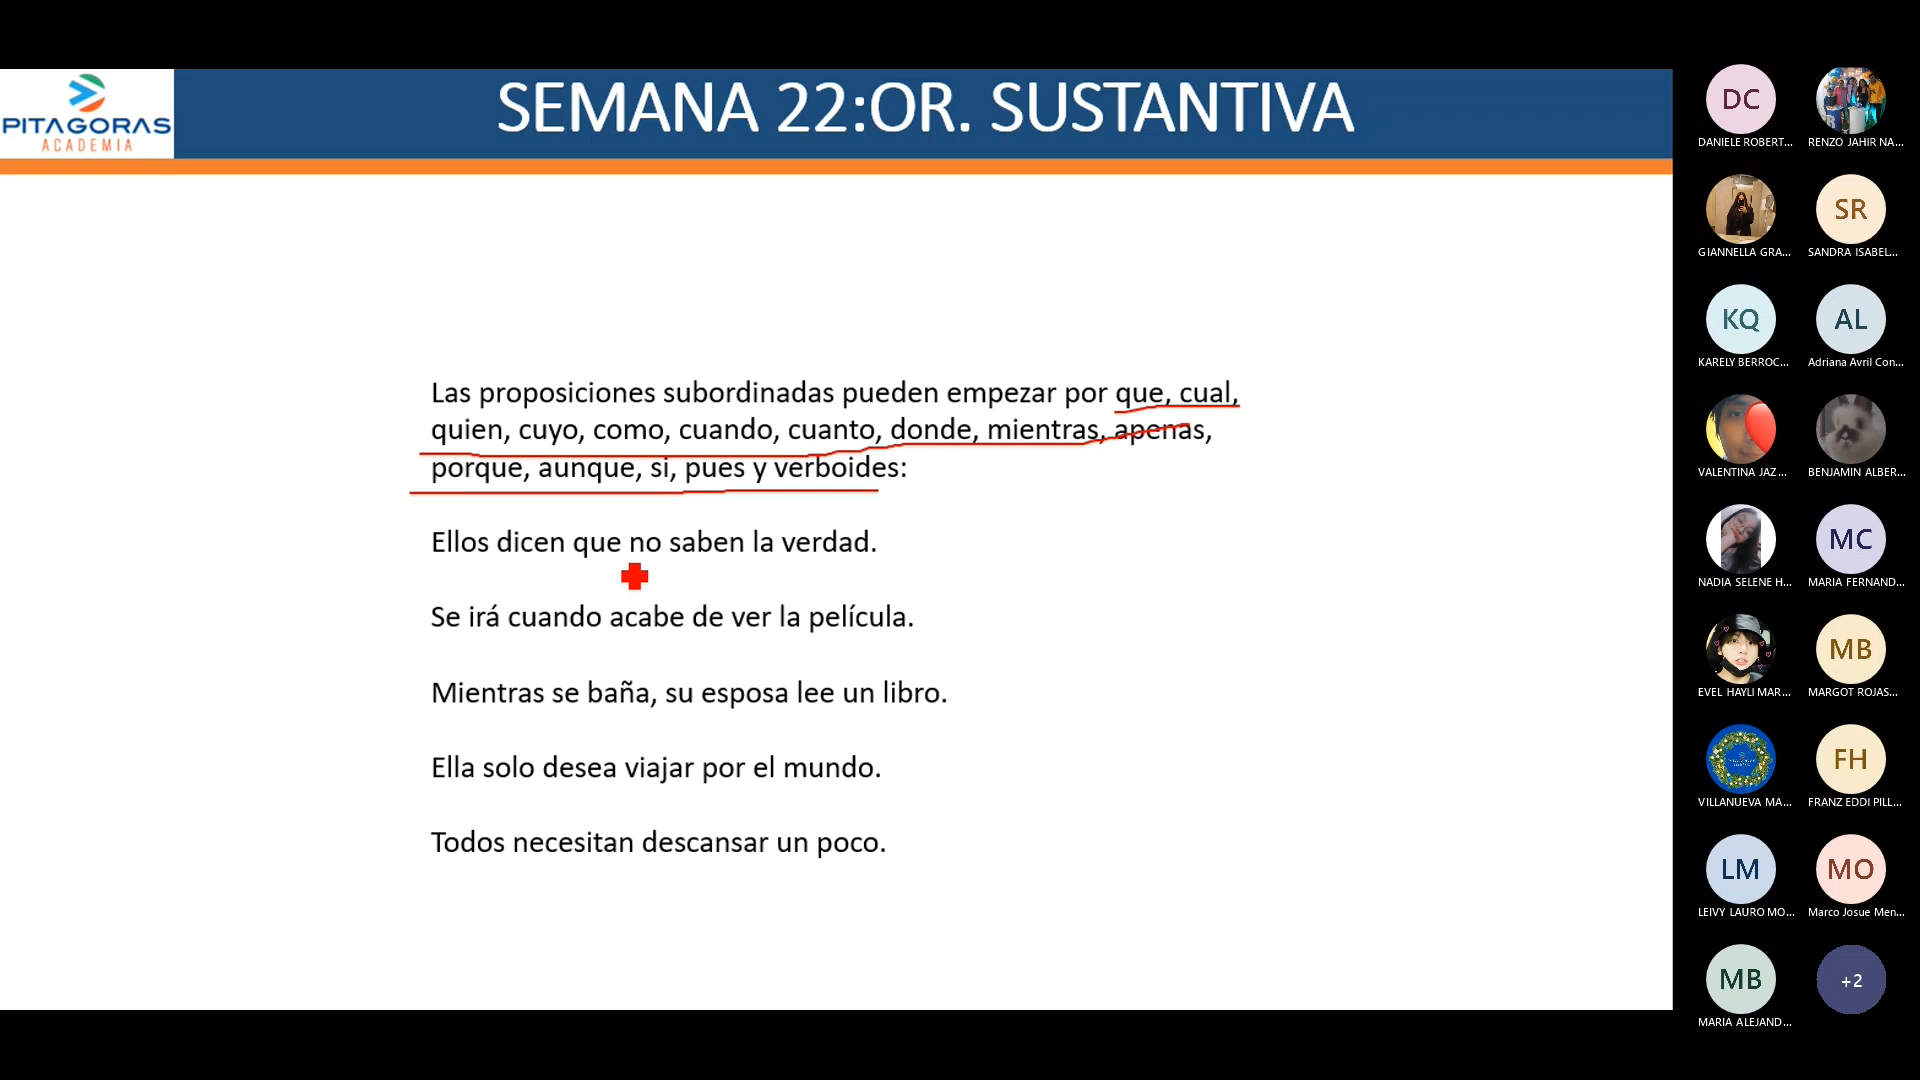 PITAGORAS
ACADEMIA
SEMANA 22:OR. SUSTANTIVA
Las proposiciones subordinadas pueden empezar por que, cual,
quien, cuyo, como, cuando, cuanto, donde, mientras, apenas,
porque, aunque, si, pues y verboides:
Ellos dicen que no saben la verdad.
Se irá cuando acabe de ver la película.
Mientras se baña, su esposa lee un libro.
Ella solo desea viajar por el mundo.
Todos necesitan descansar un poco.
DC
DANIELE ROBERT...
RENZO JAHIR NA...
GIANNELLA GRA...
SR
SANDRA ISABEL...
KQ
KARELY BERROC...
AL
Adriana Avril Con...
VALENTINA JAZ...
BENJAMIN ALBER...
NADIA SELENE H...
MC
MARIA FERNAND...
EVEL HAYLI MAR...
MB
MARGOT ROJAS...
VILLANUEVA MA...
FH
FRANZ EDDI PILL...
LM
LEIVY LAURO MO...
MO
Marco Josue Men...
MB
MARIA ALEJAND...
+2